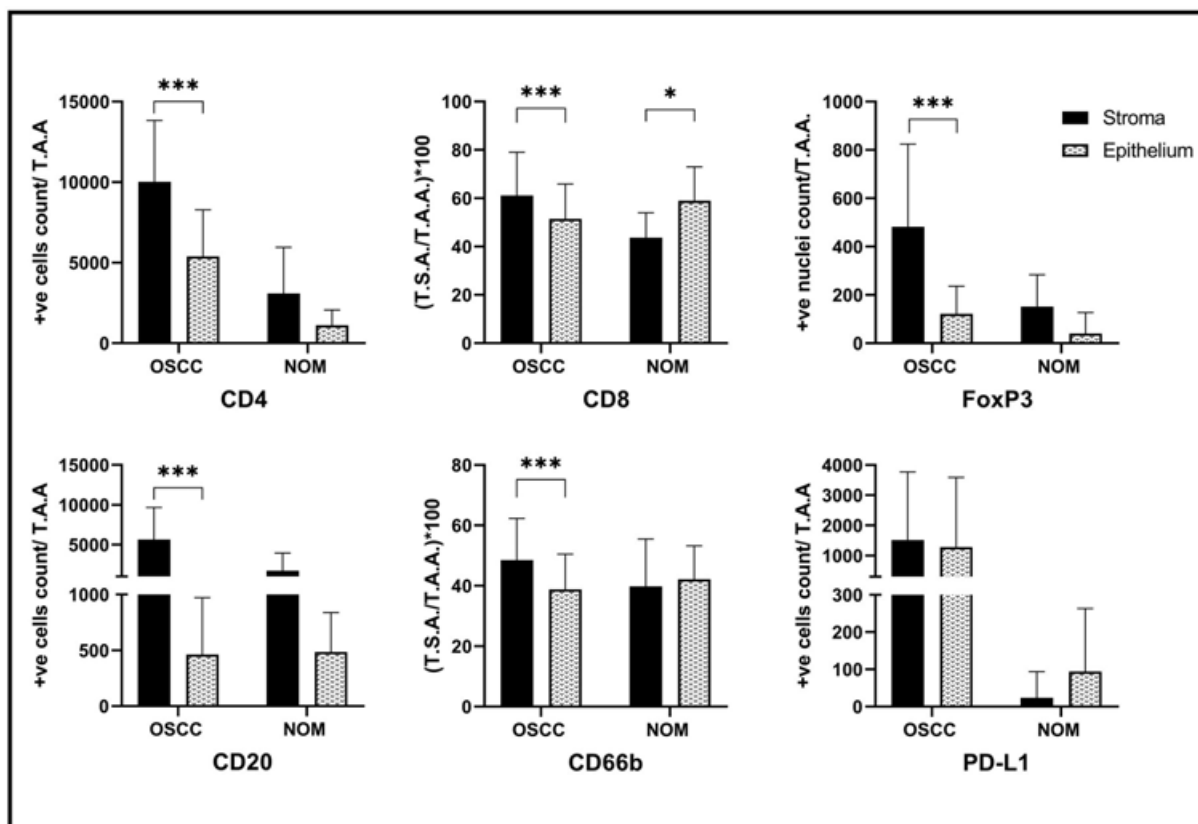 ***
15000
10000
5000
0
+ve cells count/ T.A.A
OSCC NOM
CD4
*** *
100
80
60
40
20
0
(T.S.A./T.A.A.)*100
OSCC NOM
CD8
***
1000
800
600
400
200
0
+ve nuclei count/T.A.A.
OSCC NOM
FoxP3
Stroma
Epithelium
***
15000
10000
5000
1000
500
0
+ve cells count/ T.A.A
OSCC NOM
CD20
***
80
60
40
20
0
(T.S.A./T.A.A.)*100
OSCC NOM
CD66b
4000
3000
2000
1000
300
200
100
0
+ve cells count/ T.A.A
OSCC NOM
PD-L1